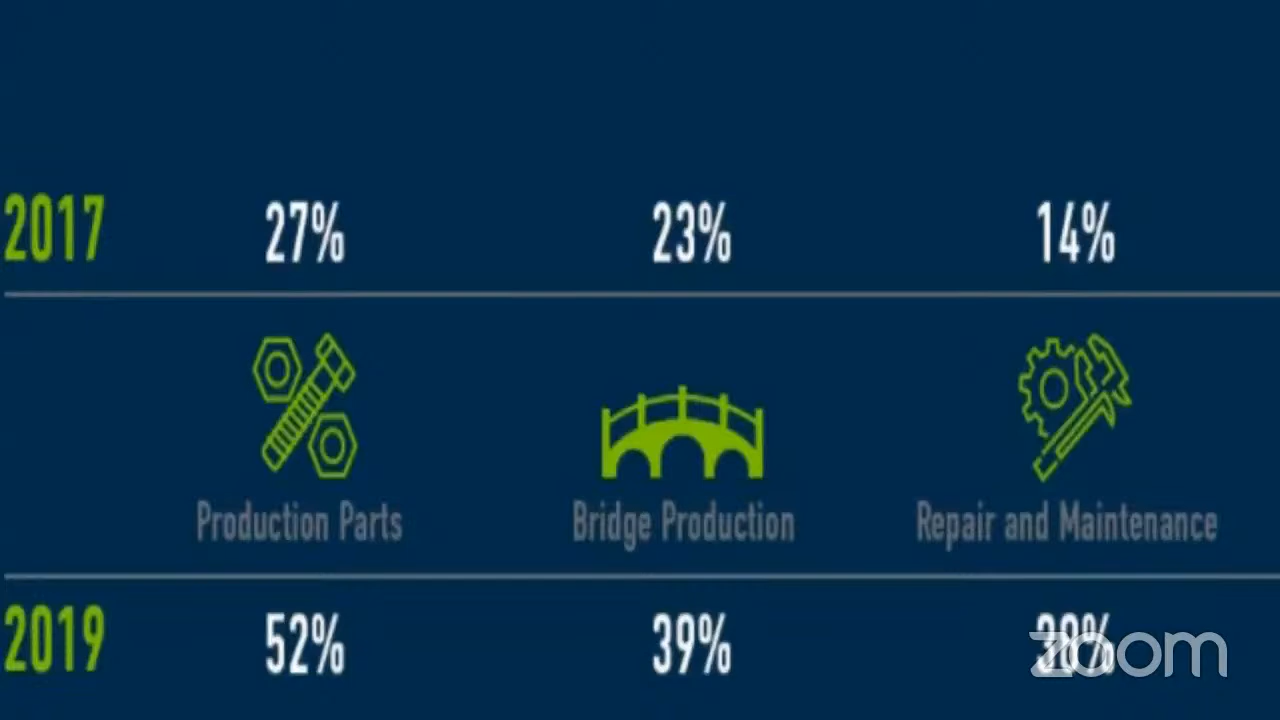 2017 27% 23% 14%
Production Parts Bridge Production Repair and Maintenance
2019 52% 39%
zoom